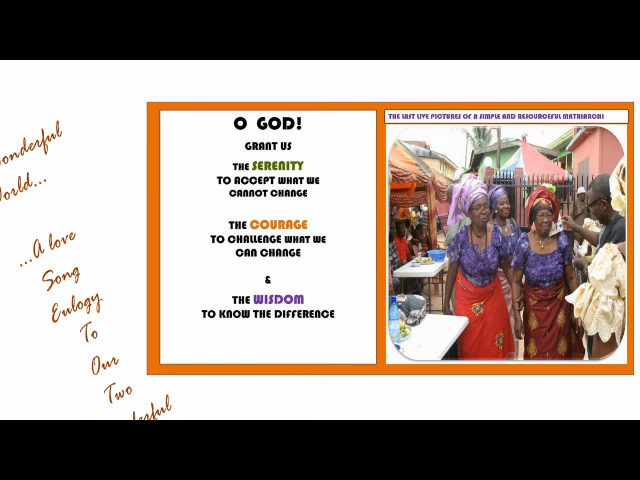 onderful
orld...
...A love
Song
Eulogy
To
Our
Two
derful
O GOD!
GRANT US
THE SERENITY
TO ACCEPT WHAT WE
CANNOT CHANGE
THE COURAGE
TO CHALLENGE WHAT WE
CAN CHANGE
&
THE WISDOM
TO KNOW THE DIFFERENCE
THE LAST LIVE PICTURES OF A SIMPLE AND RESOURCEFUL MATRIARCH!